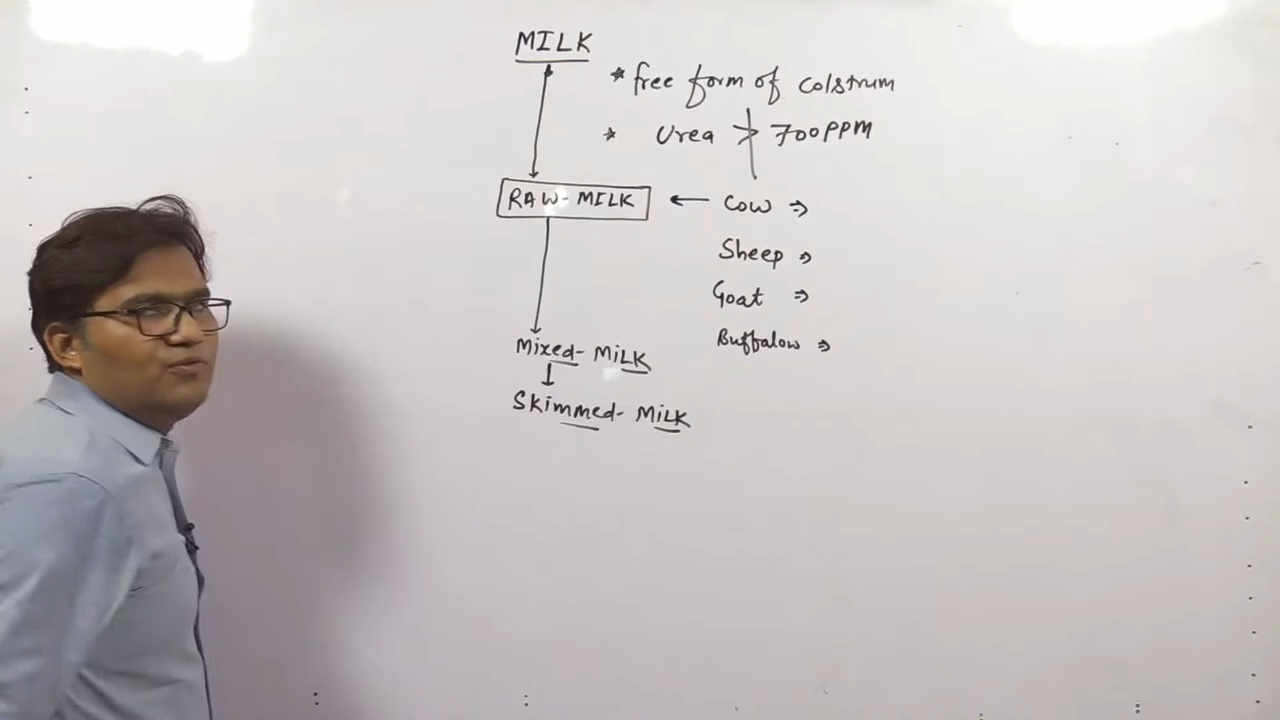 MILK
* free form of Colstrum
* Urea ≯ 700PPM
RAW-MILK ← Cow ⇒
Sheep ⇒
Goat ⇒
Buffalow ⇒
Mixed-MiLK
Skimmed-MiLK